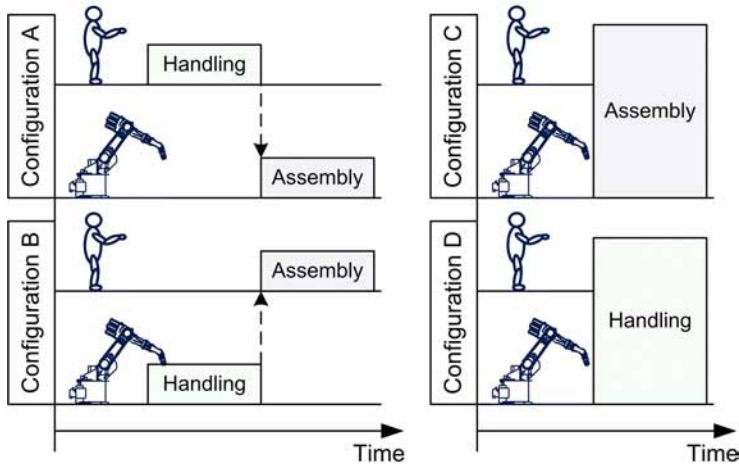 Configuration A
Handling
Assembly
Configuration B
Assembly
Handling
Time
Configuration C
Assembly
Configuration D
Handling
Time